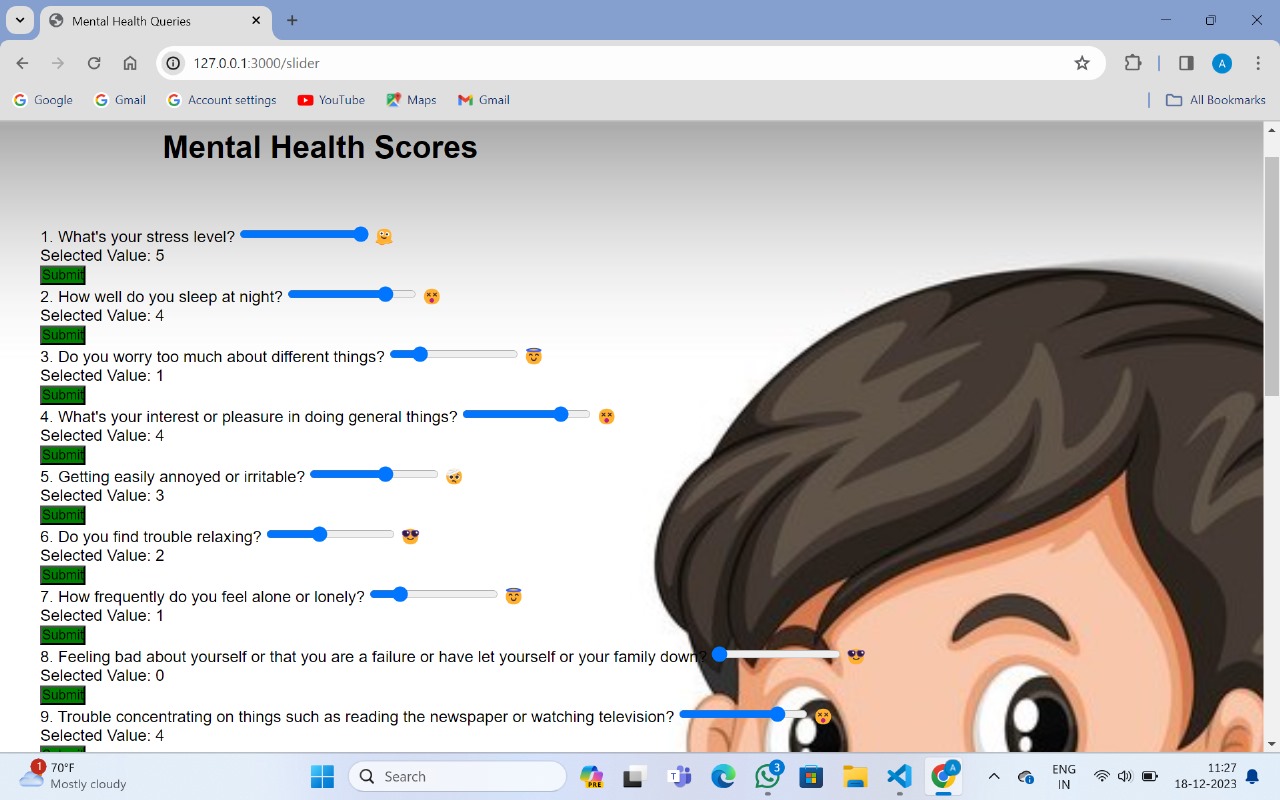 Mental Health Queries
127.0.0.1:3000/slider
A
Google Gmail Account settings YouTube Maps Gmail All Bookmarks
Mental Health Scores
1. What's your stress level?
Selected Value: 5
Submit
2. How well do you sleep at night?
Selected Value: 4
Submit
3. Do you worry too much about different things?
Selected Value: 1
Submit
4. What's your interest or pleasure in doing general things?
Selected Value: 4
Submit
5. Getting easily annoyed or irritable?
Selected Value: 3
Submit
6. Do you find trouble relaxing?
Selected Value: 2
Submit
7. How frequently do you feel alone or lonely?
Selected Value: 1
Submit
8. Feeling bad about yourself or that you are a failure or have let yourself or your family down?
Selected Value: 0
Submit
9. Trouble concentrating on things such as reading the newspaper or watching television?
Selected Value: 4
1
70°F
Mostly cloudy
Search
PRE
T
3
A
ENG
IN
11:27
18-12-2023